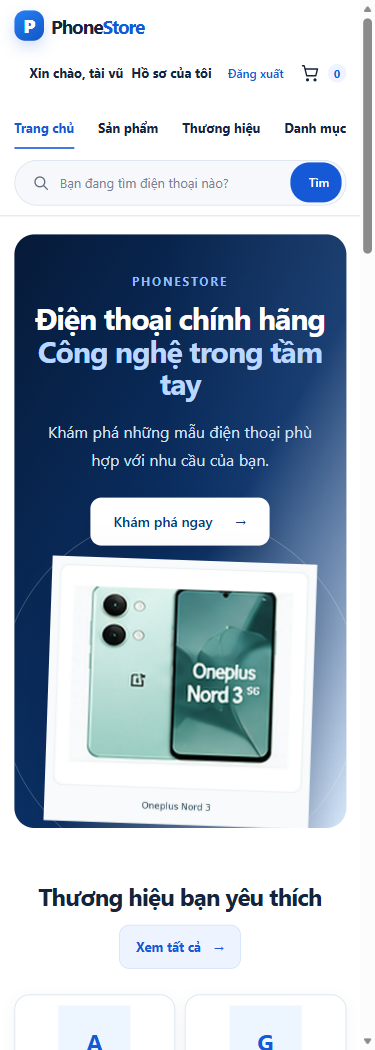 P PhoneStore
Xin chào, tài vũ Hồ sơ của tôi Đăng xuất 0
Trang chủ Sản phẩm Thương hiệu Danh mục
Bạn đang tìm điện thoại nào? Tìm
PHONESTORE
Điện thoại chính hãng
Công nghệ trong tầm
tay
Khám phá những mẫu điện thoại phù
hợp với nhu cầu của bạn.
Khám phá ngay →
Oneplus
Nord 3 5G
Oneplus Nord 3
Thương hiệu bạn yêu thích
Xem tất cả →
A G